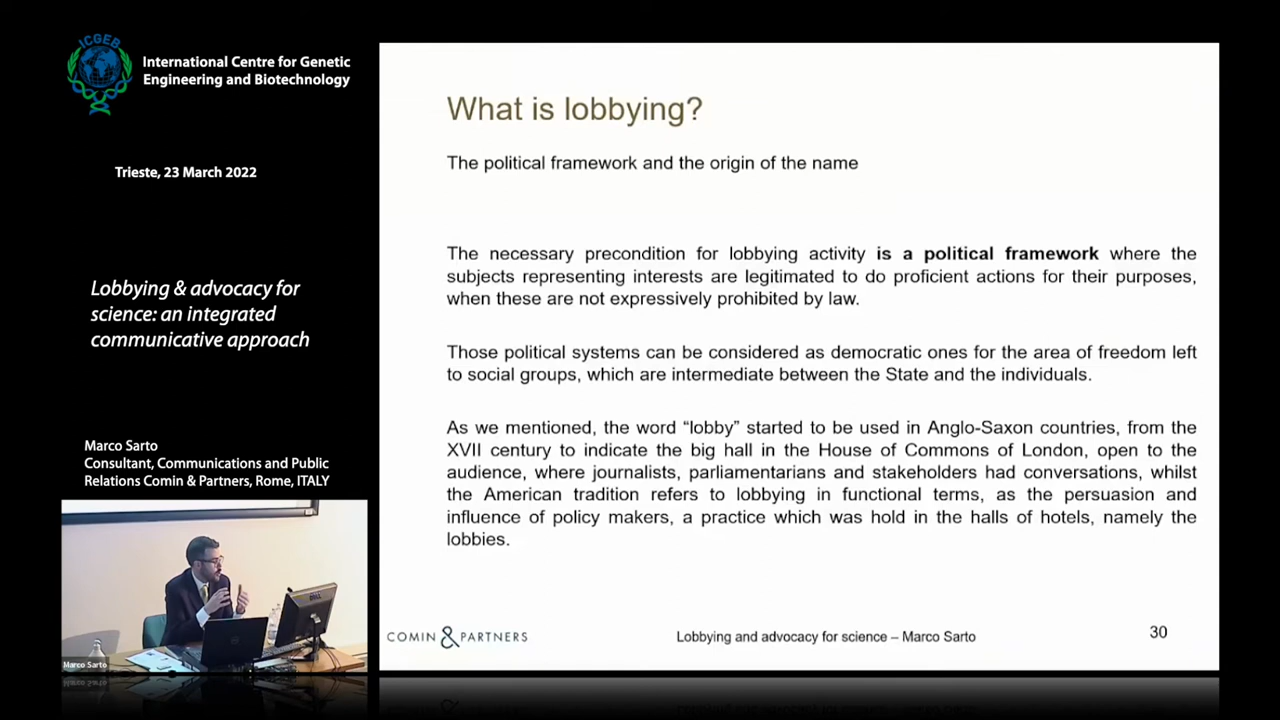 ICGEB
International Centre for Genetic
Engineering and Biotechnology
Trieste, 23 March 2022
Lobbying & advocacy for
science: an integrated
communicative approach
Marco Sarto
Consultant, Communications and Public
Relations Comin & Partners, Rome, ITALY
Marco Sarto
What is lobbying?
The political framework and the origin of the name
The necessary precondition for lobbying activity is a political framework where the
subjects representing interests are legitimated to do proficient actions for their purposes,
when these are not expressively prohibited by law.
Those political systems can be considered as democratic ones for the area of freedom left
to social groups, which are intermediate between the State and the individuals.
As we mentioned, the word “lobby” started to be used in Anglo-Saxon countries, from the
XVII century to indicate the big hall in the House of Commons of London, open to the
audience, where journalists, parliamentarians and stakeholders had conversations, whilst
the American tradition refers to lobbying in functional terms, as the persuasion and
influence of policy makers, a practice which was hold in the halls of hotels, namely the
lobbies.
COMIN & PARTNERS
Lobbying and advocacy for science – Marco Sarto
30